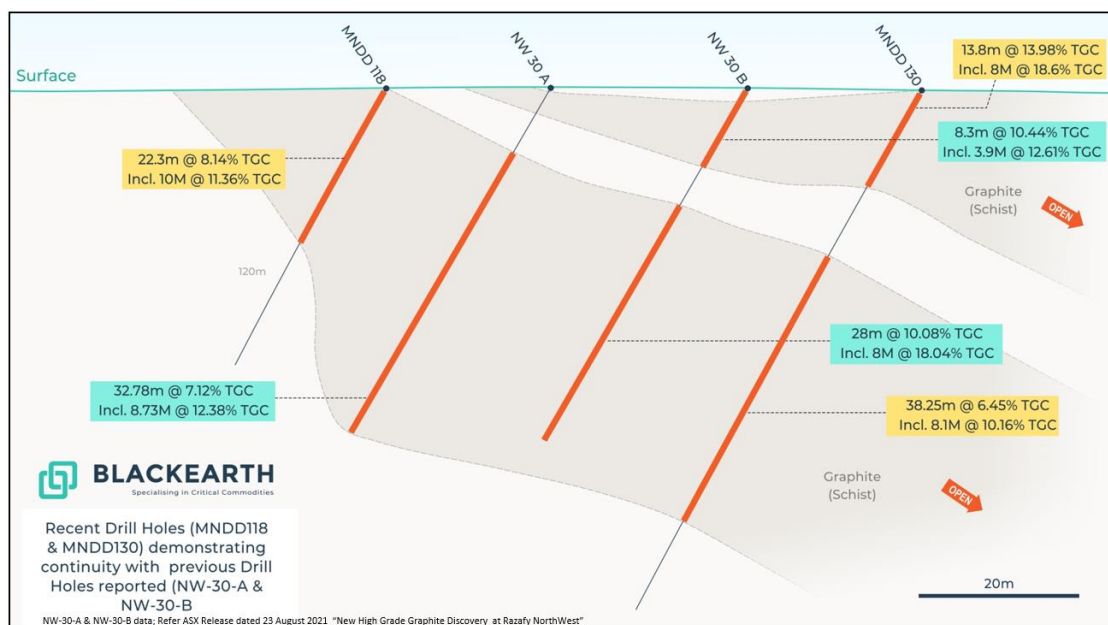 MNDD 118
NW 30 A
NW 30 B
MNDD 130
13.8m @ 13.98% TGC
Incl. 8M @ 18.6% TGC
Surface
8.3m @ 10.44% TGC
Incl. 3.9M @ 12.61% TGC
22.3m @ 8.14% TGC
Incl. 10M @ 11.36% TGC
Graphite
(Schist)
OPEN
120m
28m @ 10.08% TGC
Incl. 8M @ 18.04% TGC
32.78m @ 7.12% TGC
Incl. 8.73M @ 12.38% TGC
38.25m @ 6.45% TGC
Incl. 8.1M @ 10.16% TGC
Graphite
(Schist)
OPEN
BLACKEARTH
Specialising in Critical Commodities
Recent Drill Holes (MNDD118
& MNDD130) demonstrating
continuity with previous Drill
Holes reported (NW-30-A &
NW-30-B
20m
NW-30-A & NW-30-B data; Refer ASX Release dated 23 August 2021 "New High Grade Graphite Discovery at Razafy NorthWest"